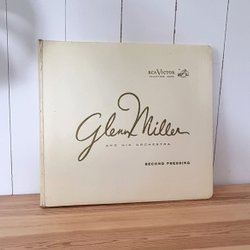 RCA VICTOR
Glenn Miller
AND HIS ORCHESTRA
SECOND PRESSING